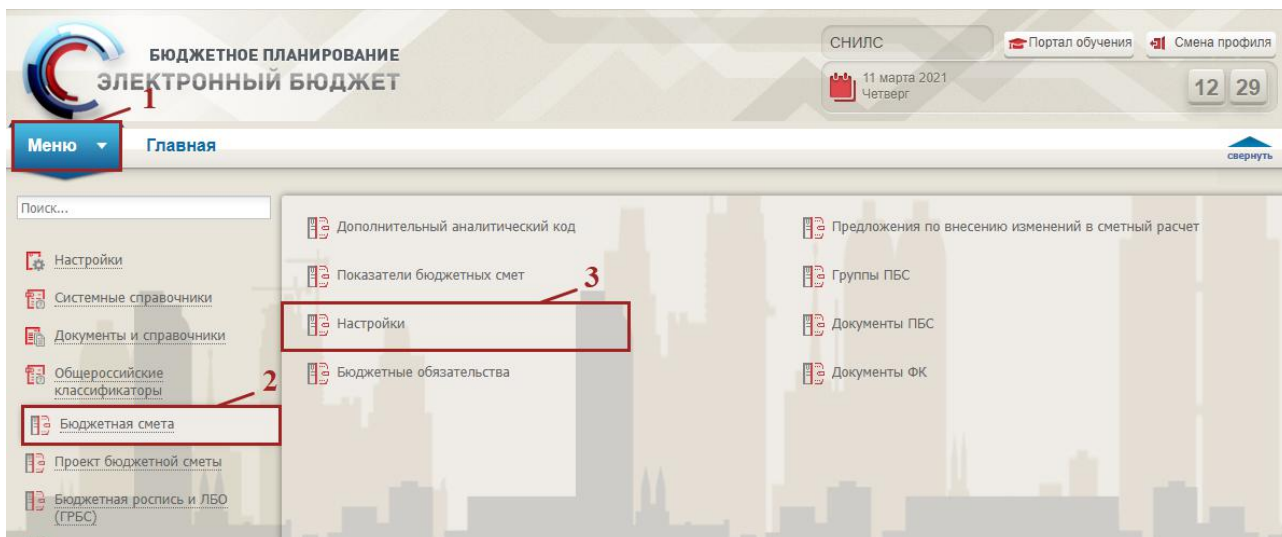 БЮДЖЕТНОЕ ПЛАНИРОВАНИЕ
ЭЛЕКТРОННЫЙ БЮДЖЕТ
СНИЛС
Портал обучения
Смена профиля
11 марта 2021
Четверг
12 29
1
Меню
Главная
свернуть
Поиск...
Настройки
Системные справочники
Документы и справочники
Общероссийские
классификаторы
2
Бюджетная смета
Проект бюджетной сметы
Бюджетная роспись и ЛБО
(ГРБС)
Дополнительный аналитический код
Показатели бюджетных смет
3
Настройки
Бюджетные обязательства
Предложения по внесению изменений в сметный расчет
Группы ПБС
Документы ПБС
Документы ФК